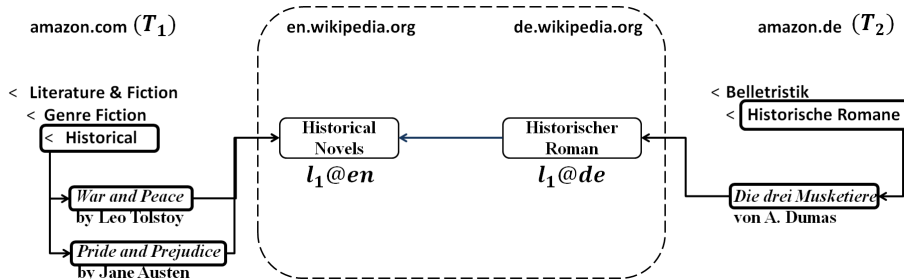 amazon.com (T₁)
en.wikipedia.org
de.wikipedia.org
amazon.de (T₂)
< Literature & Fiction
< Genre Fiction
< Historical
War and Peace
by Leo Tolstoy
Pride and Prejudice
by Jane Austen
Historical
Novels
l₁@en
Historischer
Roman
l₁@de
< Belletristik
< Historische Romane
Die drei Musketiere
von A. Dumas